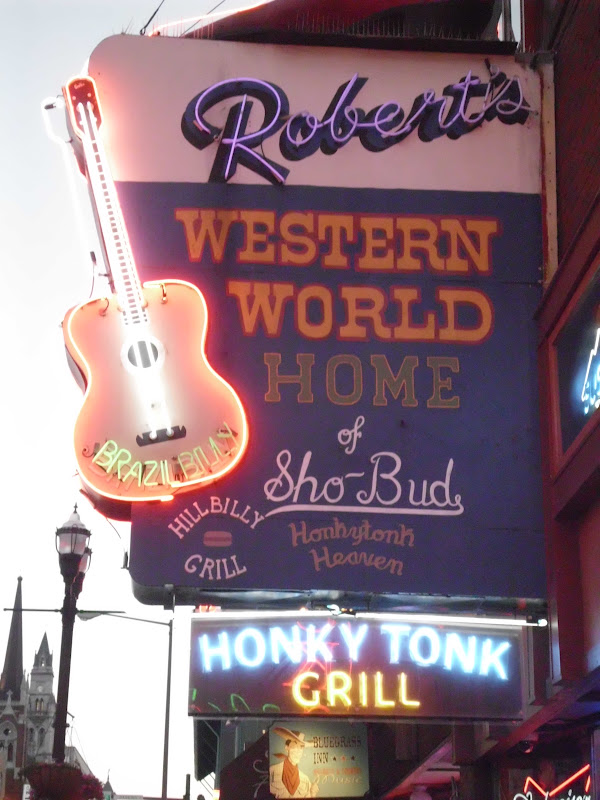 Robert's
WESTERN
WORLD
HOME
of
Sho-Bud
BRAZILBILLY
HILLBILLY
GRILL
Honkytonk
Heaven
HONKY TONK
GRILL
BLUEGRASS
INN